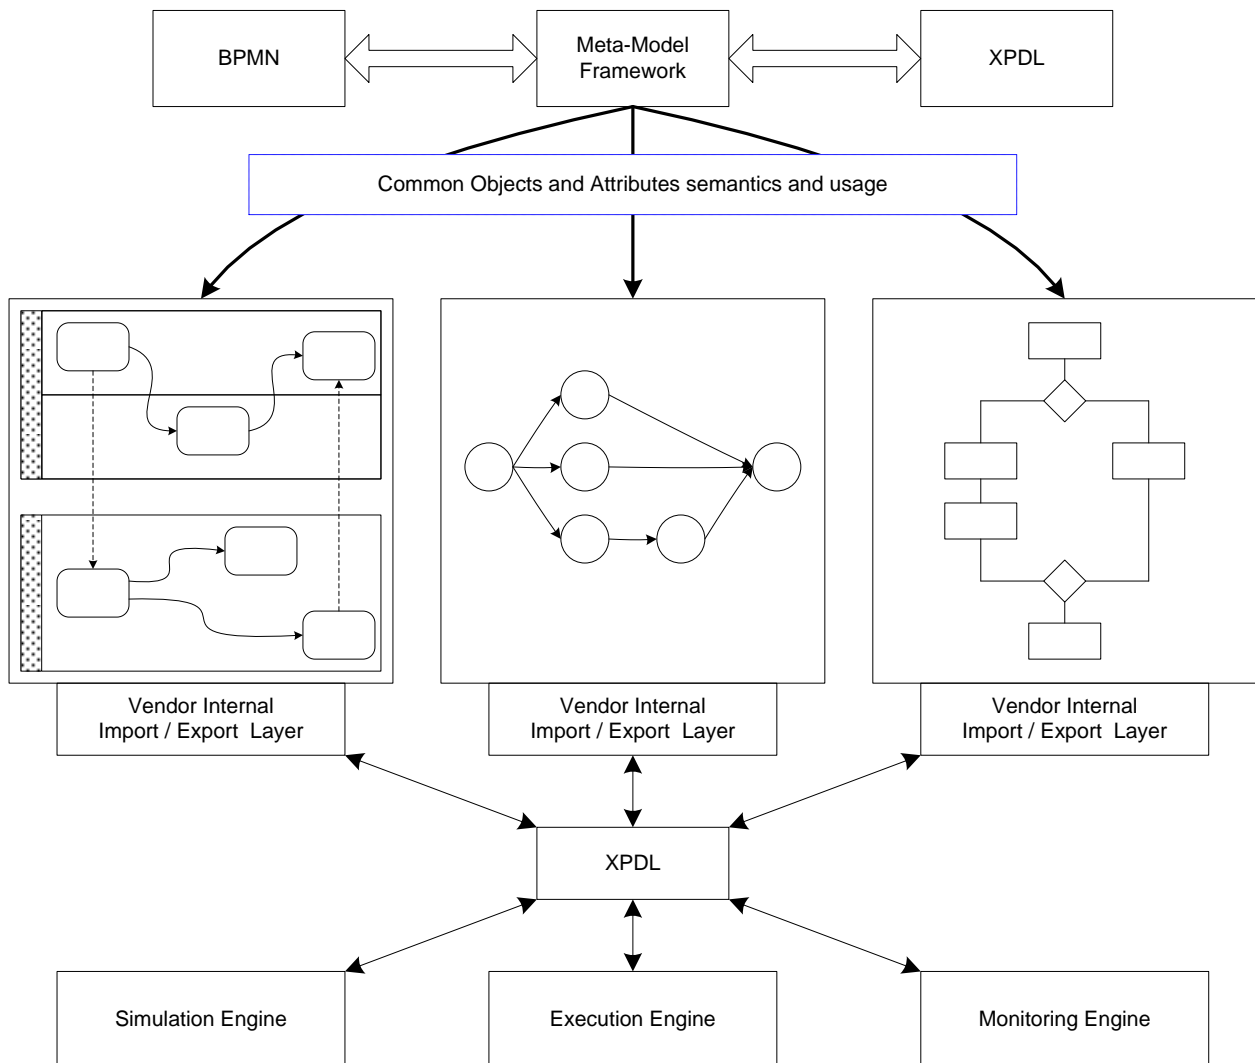 BPMN
Meta-Model
Framework
XPDL
Common Objects and Attributes semantics and usage
Vendor Internal
Import / Export Layer
Vendor Internal
Import / Export Layer
Vendor Internal
Import / Export Layer
XPDL
Simulation Engine
Execution Engine
Monitoring Engine